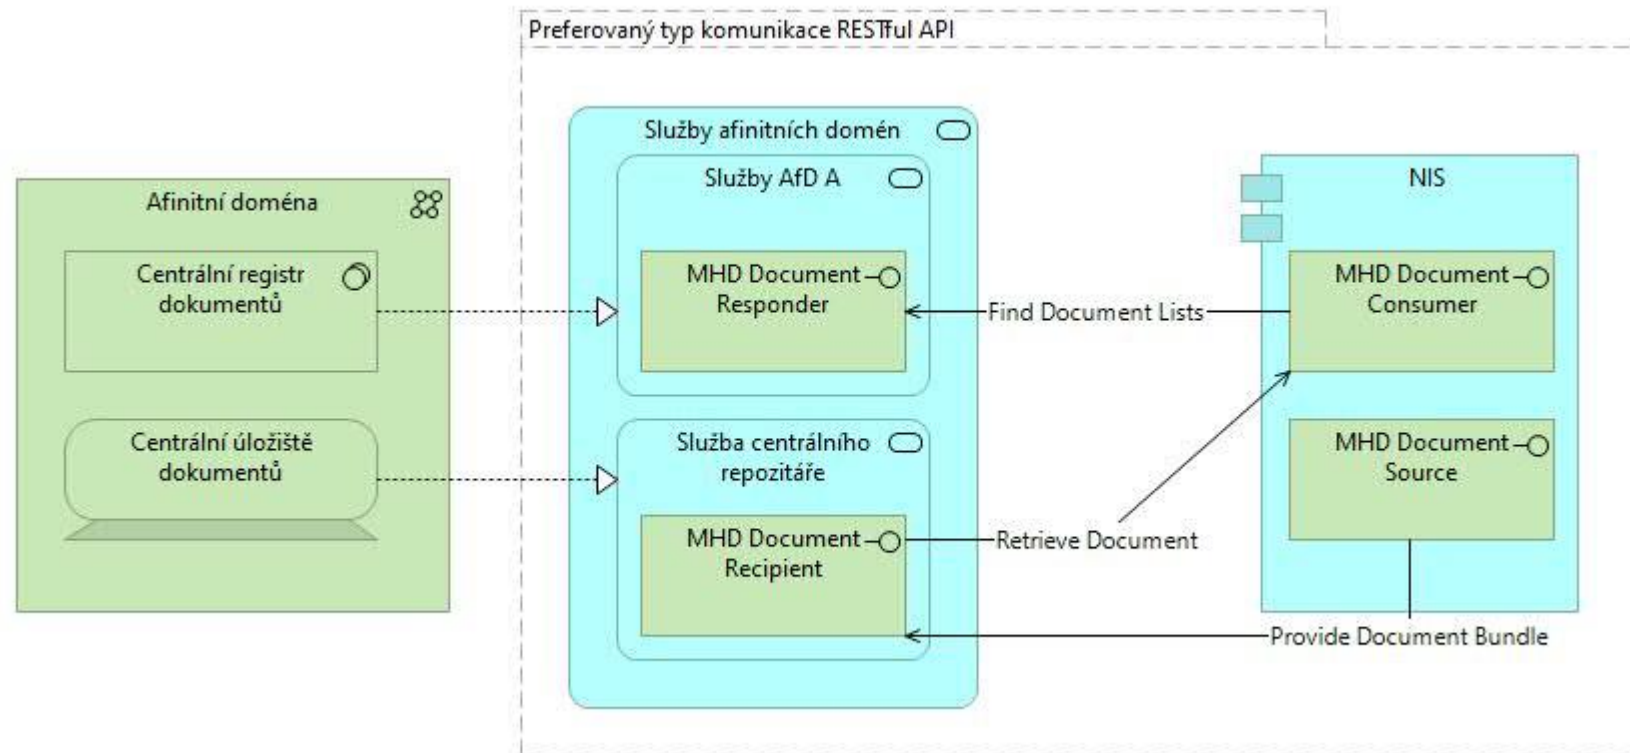 Preferovaný typ komunikace RESTful API
Služby afinitních domén
Služby AfD A
NIS
Afinitní doména
Centrální registr
dokumentů
MHD Document
Responder
Find Document Lists
MHD Document
Consumer
Centrální úložiště
dokumentů
Služba centrálního
repozitáře
MHD Document
Source
MHD Document
Recipient
Retrieve Document
Provide Document Bundle